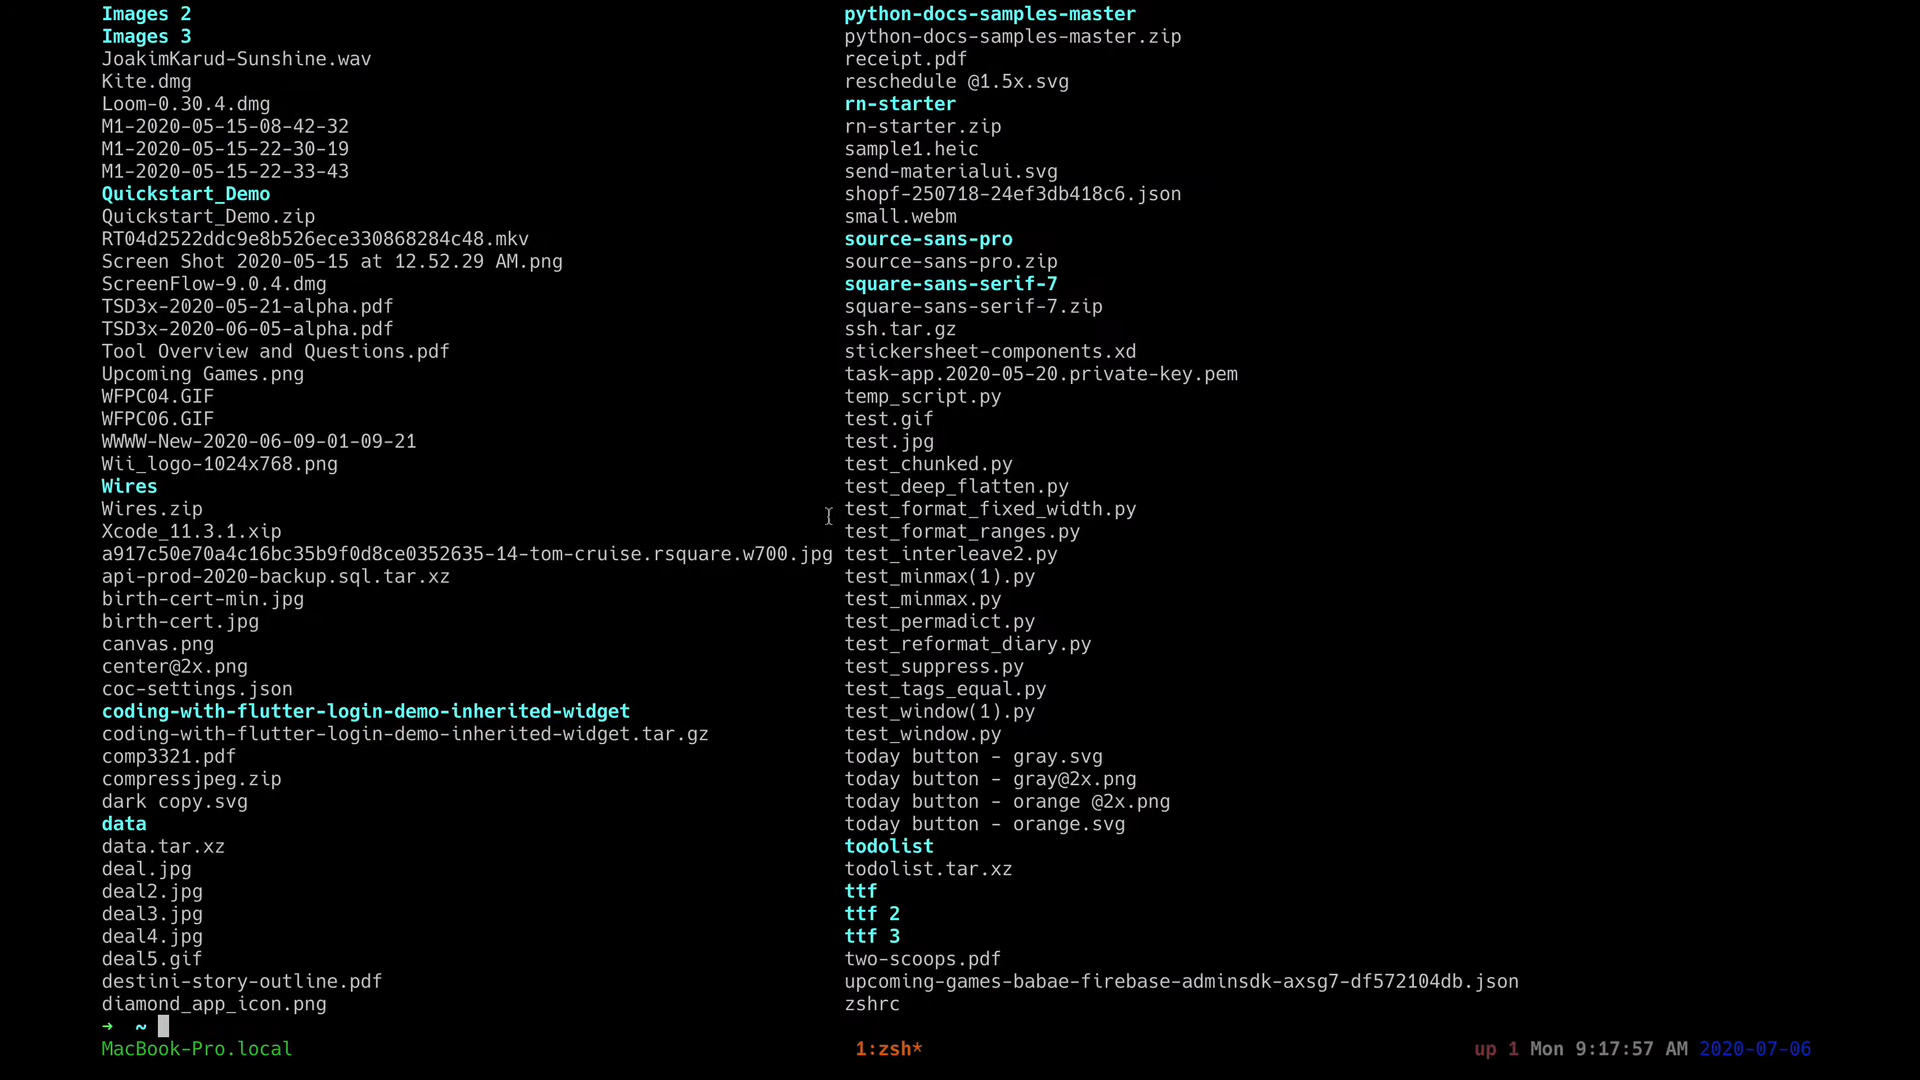 Images 2
Images 3
JoakimKarud-Sunshine.wav
Kite.dmg
Loom-0.30.4.dmg
M1-2020-05-15-08-42-32
M1-2020-05-15-22-30-19
M1-2020-05-15-22-33-43
Quickstart_Demo
Quickstart_Demo.zip
RT04d2522ddc9e8b526ece330868284c48.mkv
Screen Shot 2020-05-15 at 12.52.29 AM.png
ScreenFlow-9.0.4.dmg
TSD3x-2020-05-21-alpha.pdf
TSD3x-2020-06-05-alpha.pdf
Tool Overview and Questions.pdf
Upcoming Games.png
WFPC04.GIF
WFPC06.GIF
WWWW-New-2020-06-09-01-09-21
Wii_logo-1024x768.png
Wires
Wires.zip
Xcode_11.3.1.xip
a917c50e70a4c16bc35b9f0d8ce0352635-14-tom-cruise.rsquare.w700.jpg
api-prod-2020-backup.sql.tar.xz
birth-cert-min.jpg
birth-cert.jpg
canvas.png
center@2x.png
coc-settings.json
coding-with-flutter-login-demo-inherited-widget
coding-with-flutter-login-demo-inherited-widget.tar.gz
comp3321.pdf
compressjpeg.zip
dark copy.svg
data
data.tar.xz
deal.jpg
deal2.jpg
deal3.jpg
deal4.jpg
deal5.gif
destini-story-outline.pdf
diamond_app_icon.png
python-docs-samples-master
python-docs-samples-master.zip
receipt.pdf
reschedule @1.5x.svg
rn-starter
rn-starter.zip
sample1.heic
send-materialui.svg
shopf-250718-24ef3db418c6.json
small.webm
source-sans-pro
source-sans-pro.zip
square-sans-serif-7
square-sans-serif-7.zip
ssh.tar.gz
stickersheet-components.xd
task-app.2020-05-20.private-key.pem
temp_script.py
test.gif
test.jpg
test_chunked.py
test_deep_flatten.py
test_format_fixed_width.py
test_format_ranges.py
test_interleave2.py
test_minmax(1).py
test_minmax.py
test_permadict.py
test_reformat_diary.py
test_suppress.py
test_tags_equal.py
test_window(1).py
test_window.py
today button - gray.svg
today button - gray@2x.png
today button - orange @2x.png
today button - orange.svg
todolist
todolist.tar.xz
ttf
ttf 2
ttf 3
two-scoops.pdf
upcoming-games-babae-firebase-adminsdk-axsg7-df572104db.json
zshrc
➜ ~
MacBook-Pro.local 1:zsh* up 1 Mon 9:17:57 AM 2020-07-06